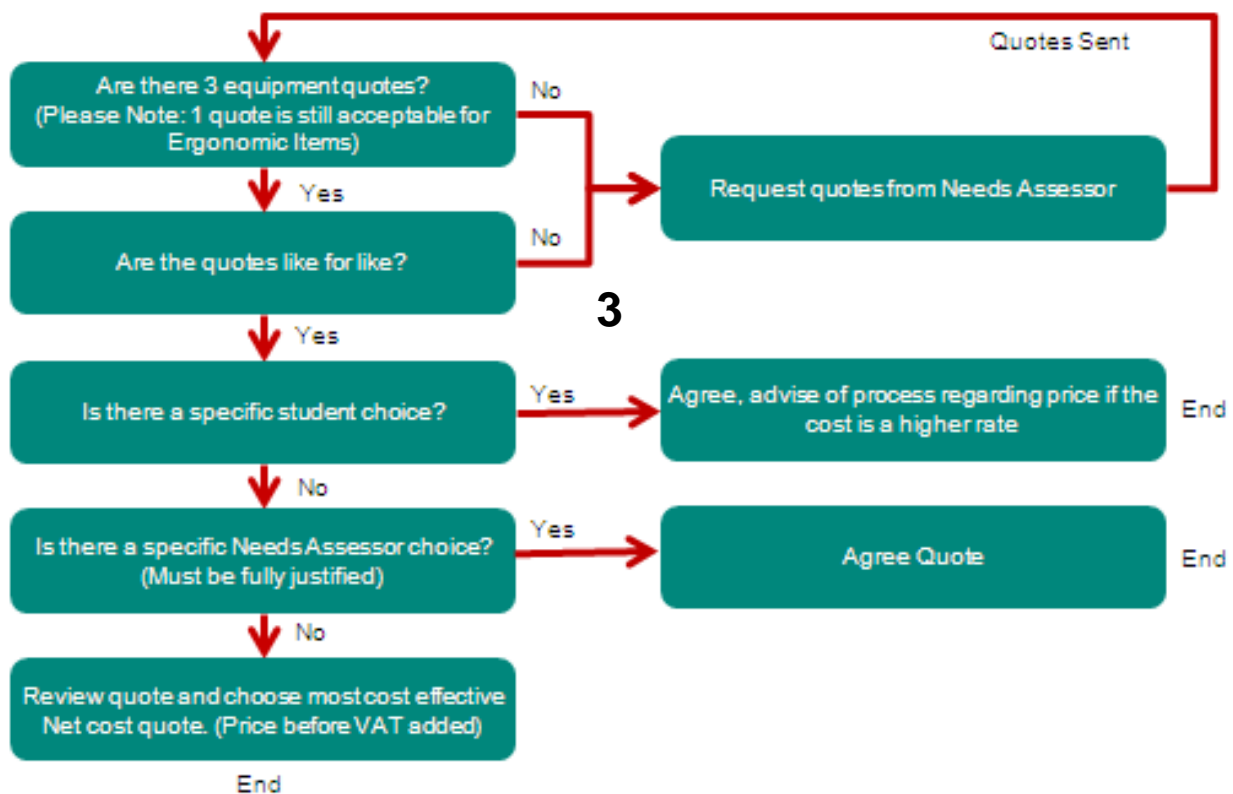 Quotes Sent
Are there 3 equipment quotes?
(Please Note: 1 quote is still acceptable for
Ergonomic Items)
No
Request quotes from Needs Assessor
Yes
Are the quotes like for like?
No
3
Yes
Is there a specific student choice?
Yes
Agree, advise of process regarding price if the
cost is a higher rate
End
No
Is there a specific Needs Assessor choice?
(Must be fully justified)
Yes
Agree Quote
End
No
Review quote and choose most cost effective
Net cost quote. (Price before VAT added)
End